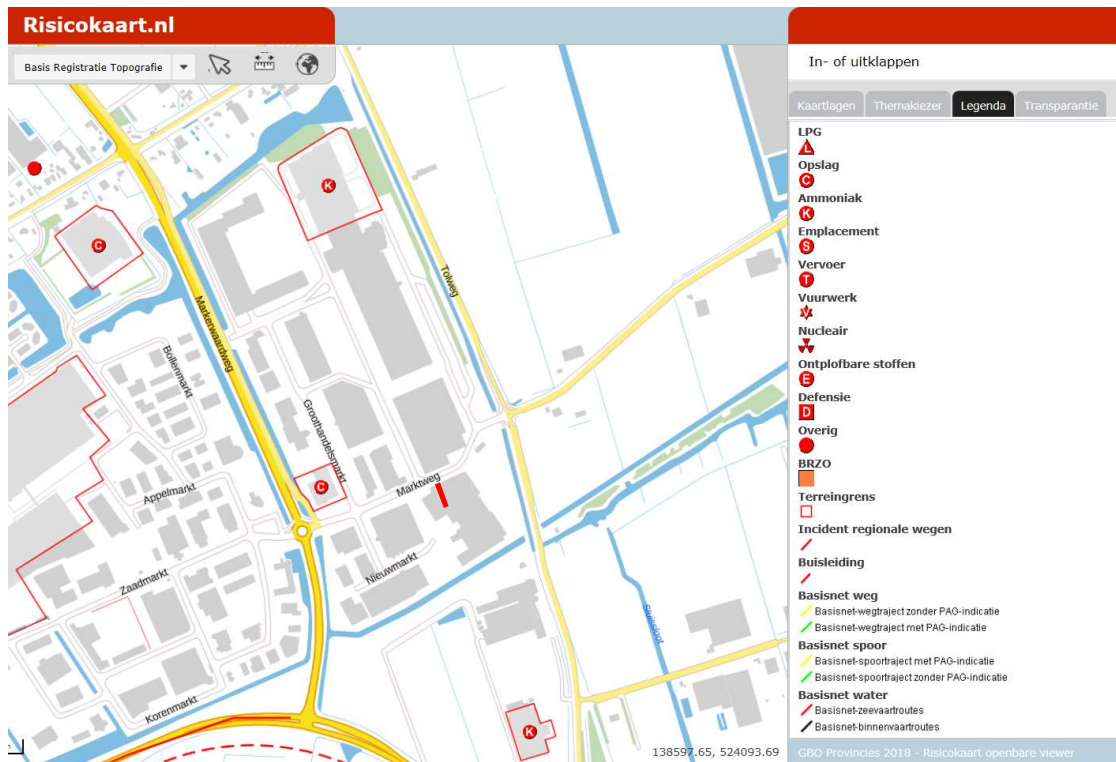 Risicokaart.nl
Basis Registratie Topografie
In- of uitklappen
Kaartlagen Themakiezer Legenda Transparantie
LPG
L
Opslag
C
Ammoniak
K
Emplacement
S
Vervoer
T
Vuurwerk
V
Nucleair
Ontplofbare stoffen
E
Defensie
D
Overig
BRZO
Terreingrens
Incident regionale wegen
Buisleiding
Basisnet weg
Basisnet-wegtraject zonder PAG-indicatie
Basisnet-wegtraject met PAG-indicatie
Basisnet spoor
Basisnet-spoortraject met PAG-indicatie
Basisnet-spoortraject zonder PAG-indicatie
Basisnet water
Basisnet-zeevaartroutes
Basisnet-binnenvaartroutes
GBO Provincies 2018 - Risicokaart openbare viewer
K
C
Tolweg
Markerwaardweg
Bollenmarkt
Groothandelsmarkt
C
Marktweg
Appelmarkt
Nieuwmarkt
Zaadmarkt
Sluissloot
Korenmarkt
K
138597.65, 524093.69